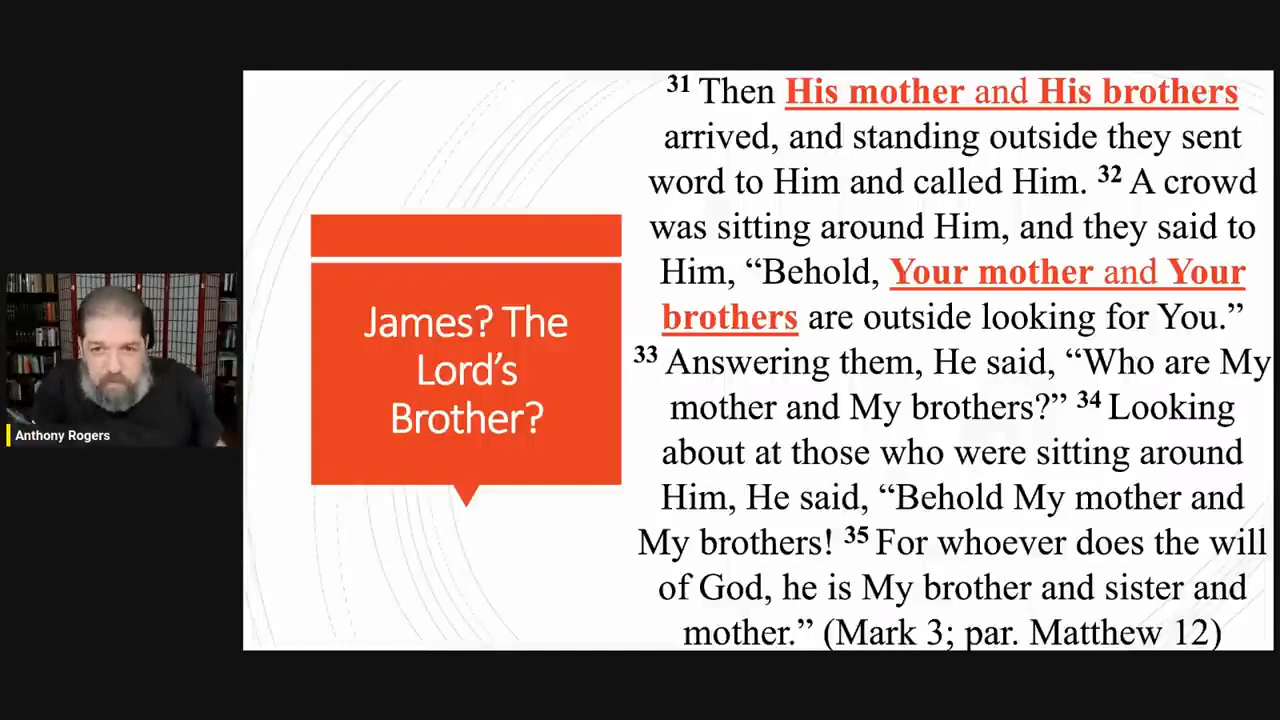 Anthony Rogers
James? The
Lord’s
Brother?
31 Then His mother and His brothers
arrived, and standing outside they sent
word to Him and called Him. 32 A crowd
was sitting around Him, and they said to
Him, “Behold, Your mother and Your
brothers are outside looking for You.”
33 Answering them, He said, “Who are My
mother and My brothers?” 34 Looking
about at those who were sitting around
Him, He said, “Behold My mother and
My brothers! 35 For whoever does the will
of God, he is My brother and sister and
mother.” (Mark 3; par. Matthew 12)